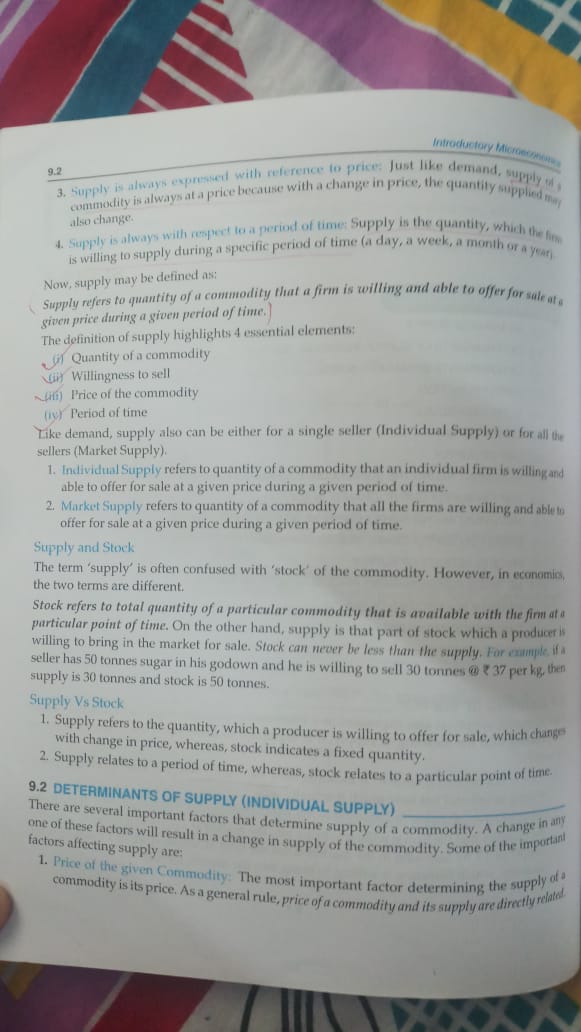 9.2
Introductory Microeconomics
3. Supply is always expressed with reference to price: Just like demand, supply of a
commodity is always at a price because with a change in price, the quantity supplied may
also change.
4. Supply is always with respect to a period of time: Supply is the quantity, which the firm
is willing to supply during a specific period of time (a day, a week, a month or a year).
Now, supply may be defined as:
Supply refers to quantity of a commodity that a firm is willing and able to offer for sale at a
given price during a given period of time.
The definition of supply highlights 4 essential elements:
(i) Quantity of a commodity
(ii) Willingness to sell
(iii) Price of the commodity
(iv) Period of time
Like demand, supply also can be either for a single seller (Individual Supply) or for all the
sellers (Market Supply).
1. Individual Supply refers to quantity of a commodity that an individual firm is willing and
able to offer for sale at a given price during a given period of time.
2. Market Supply refers to quantity of a commodity that all the firms are willing and able to
offer for sale at a given price during a given period of time.
Supply and Stock
The term 'supply' is often confused with 'stock' of the commodity. However, in economics,
the two terms are different.
Stock refers to total quantity of a particular commodity that is available with the firm at a
particular point of time. On the other hand, supply is that part of stock which a producer is
willing to bring in the market for sale. Stock can never be less than the supply. For example, if a
seller has 50 tonnes sugar in his godown and he is willing to sell 30 tonnes @ ₹ 37 per kg, then
supply is 30 tonnes and stock is 50 tonnes.
Supply Vs Stock
1. Supply refers to the quantity, which a producer is willing to offer for sale, which changes
with change in price, whereas, stock indicates a fixed quantity.
2. Supply relates to a period of time, whereas, stock relates to a particular point of time.
9.2 DETERMINANTS OF SUPPLY (INDIVIDUAL SUPPLY)
There are several important factors that determine supply of a commodity. A change in any
one of these factors will result in a change in supply of the commodity. Some of the important
factors affecting supply are:
1. Price of the given Commodity: The most important factor determining the supply of a
commodity is its price. As a general rule, price of a commodity and its supply are directly related.